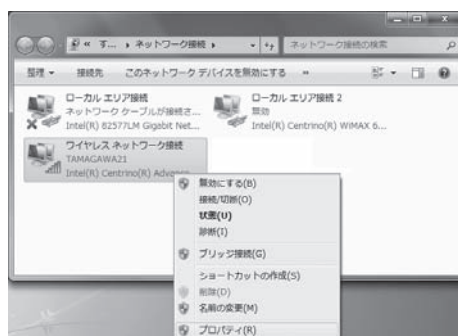 « す... ▸ ネットワーク接続 ▸
ネットワーク接続の検索
整理 ▼ 接続先 このネットワーク デバイスを無効にする »
ローカル エリア接続
ネットワーク ケーブルが接続さ...
Intel(R) 82577LM Gigabit Net...
ローカル エリア接続 2
無効
Intel(R) Centrino(R) WiMAX 6...
ワイヤレス ネットワーク接続
TAMAGAWA21
Intel(R) Centrino(R) Advance
無効にする(B)
接続/切断(O)
状態(U)
診断(I)
ブリッジ接続(G)
ショートカットの作成(S)
削除(D)
名前の変更(M)
プロパティ(R)